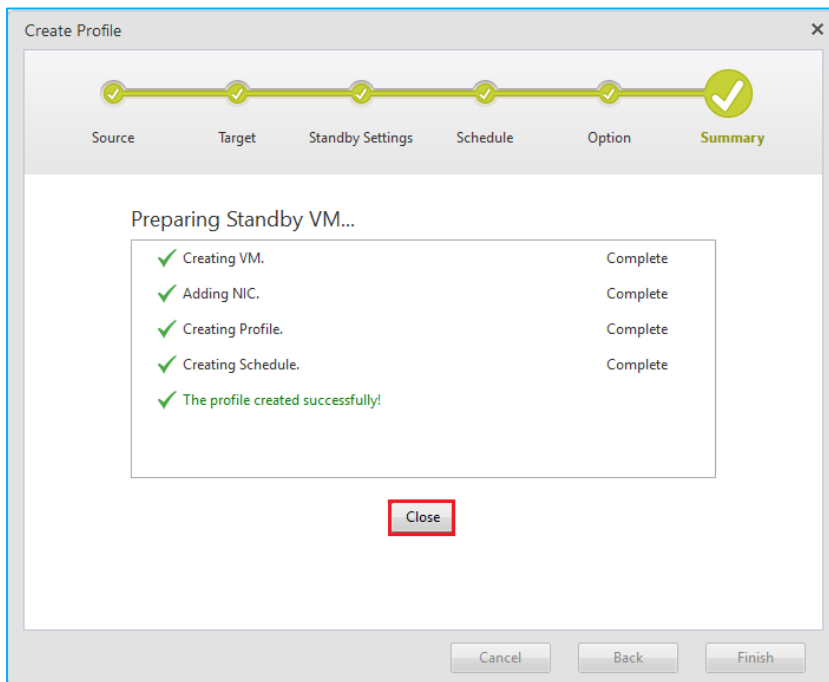 Create Profile
Source Target Standby Settings Schedule Option Summary
Preparing Standby VM...
Creating VM. Complete
Adding NIC. Complete
Creating Profile. Complete
Creating Schedule. Complete
The profile created successfully!
Close
Cancel Back Finish